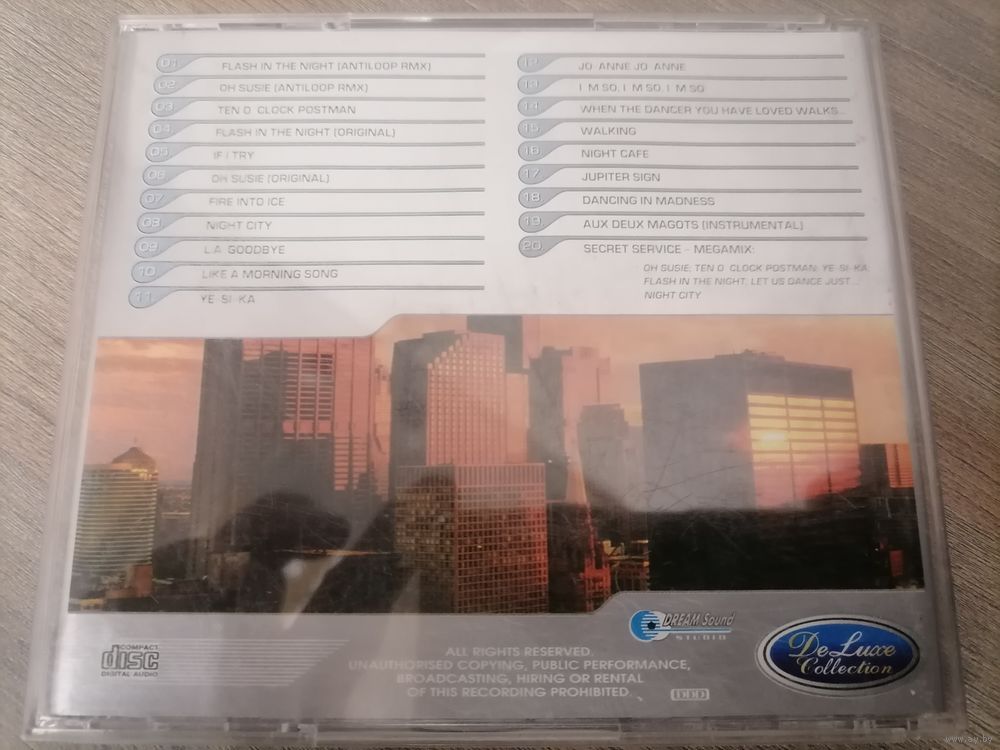 01 FLASH IN THE NIGHT (ANTILOOP RMX)
02 OH SUSIE (ANTILOOP RMX)
03 TEN O CLOCK POSTMAN
04 FLASH IN THE NIGHT (ORIGINAL)
05 IF I TRY
06 OH SUSIE (ORIGINAL)
07 FIRE INTO ICE
08 NIGHT CITY
09 L.A. GOODBYE
10 LIKE A MORNING SONG
11 YE SI KA
12 JO ANNE JO ANNE
13 I M SO, I M SO, I M SO
14 WHEN THE DANCER YOU HAVE LOVED WALKS...
15 WALKING
16 NIGHT CAFE
17 JUPITER SIGN
18 DANCING IN MADNESS
19 AUX DEUX MAGOTS (INSTRUMENTAL)
20 SECRET SERVICE - MEGAMIX:
OH SUSIE; TEN O CLOCK POSTMAN; YE-SI-KA;
FLASH IN THE NIGHT; LET US DANCE JUST...;
NIGHT CITY
COMPACT
disc
DIGITAL AUDIO
ALL RIGHTS RESERVED.
UNAUTHORISED COPYING, PUBLIC PERFORMANCE,
BROADCASTING, HIRING OR RENTAL
OF THIS RECORDING PROHIBITED.
DDD
DREAM Sound
STUDIO
DeLuxe
Collection
www.ay.by